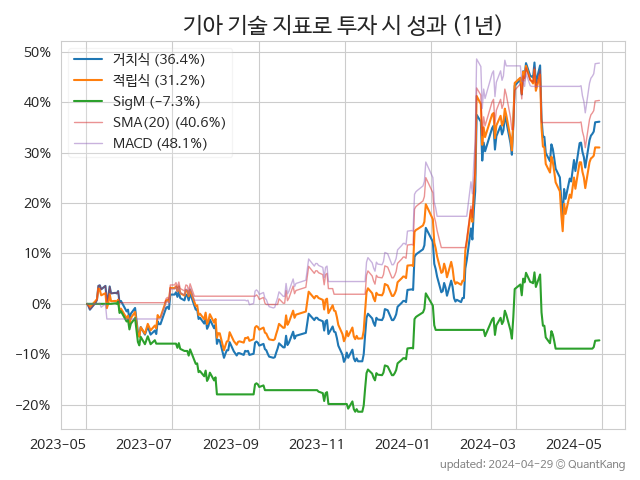 기아 기술 지표로 투자 시 성과 (1년)
50%
40%
30%
20%
10%
0%
−10%
−20%
거치식 (36.4%)
적립식 (31.2%)
SigM (−7.3%)
SMA(20) (40.6%)
MACD (48.1%)
2023-05
2023-07
2023-09
2023-11
2024-01
2024-03
2024-05
updated: 2024-04-29 © QuantKang